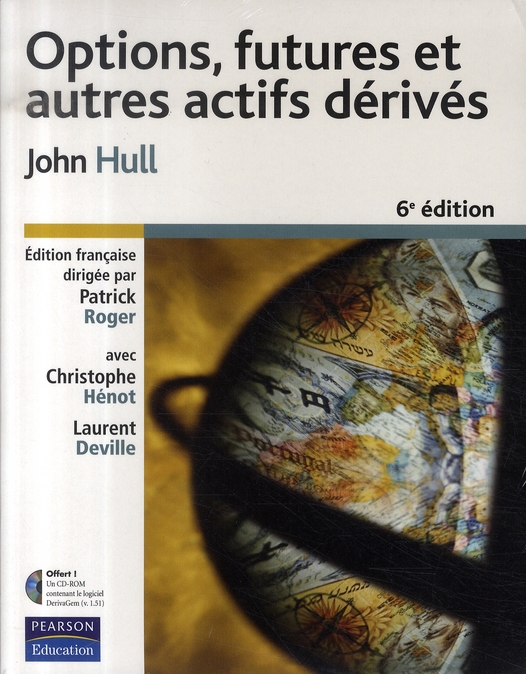 Options, futures et
autres actifs dérivés
John Hull
6e édition
Édition française
dirigée par
Patrick
Roger
avec
Christophe
Hénot
Laurent
Deville
Portugal
Offert !
Un CD-ROM
contenant le logiciel
DerivaGem (v. 1.51)
PEARSON
Education